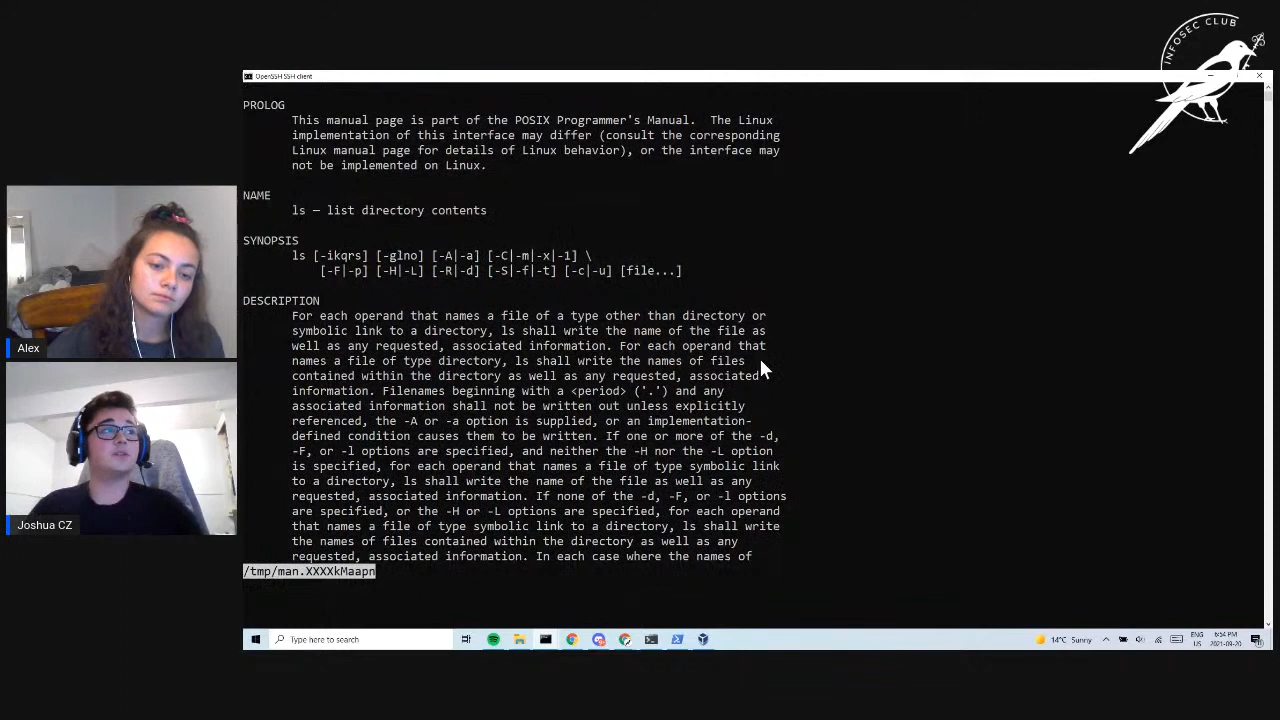 INFOSEC CLUB
OpenSSH SSH client
PROLOG
This manual page is part of the POSIX Programmer's Manual.  The Linux
implementation of this interface may differ (consult the corresponding
Linux manual page for details of Linux behavior), or the interface may
not be implemented on Linux.
NAME
ls — list directory contents
SYNOPSIS
ls [-ikqrs] [-glno] [-A|-a] [-C|-m|-x|-1] \
[-F|-p] [-H|-L] [-R|-d] [-S|-f|-t] [-c|-u] [file...]
DESCRIPTION
For each operand that names a file of a type other than directory or
symbolic link to a directory, ls shall write the name of the file as
well as any requested, associated information. For each operand that
names a file of type directory, ls shall write the names of files
contained within the directory as well as any requested, associated
information. Filenames beginning with a <period> ('.') and any
associated information shall not be written out unless explicitly
referenced, the -A or -a option is supplied, or an implementation-
defined condition causes them to be written. If one or more of the -d,
-F, or -l options are specified, and neither the -H nor the -L option
is specified, for each operand that names a file of type symbolic link
to a directory, ls shall write the name of the file as well as any
requested, associated information. If none of the -d, -F, or -l options
are specified, or the -H or -L options are specified, for each operand
that names a file of type symbolic link to a directory, ls shall write
the names of files contained within the directory as well as any
requested, associated information. In each case where the names of
/tmp/man.XXXXkMaapn
Alex
Joshua CZ
Type here to search
14°C Sunny
ENG
US
6:54 PM
2021-09-20